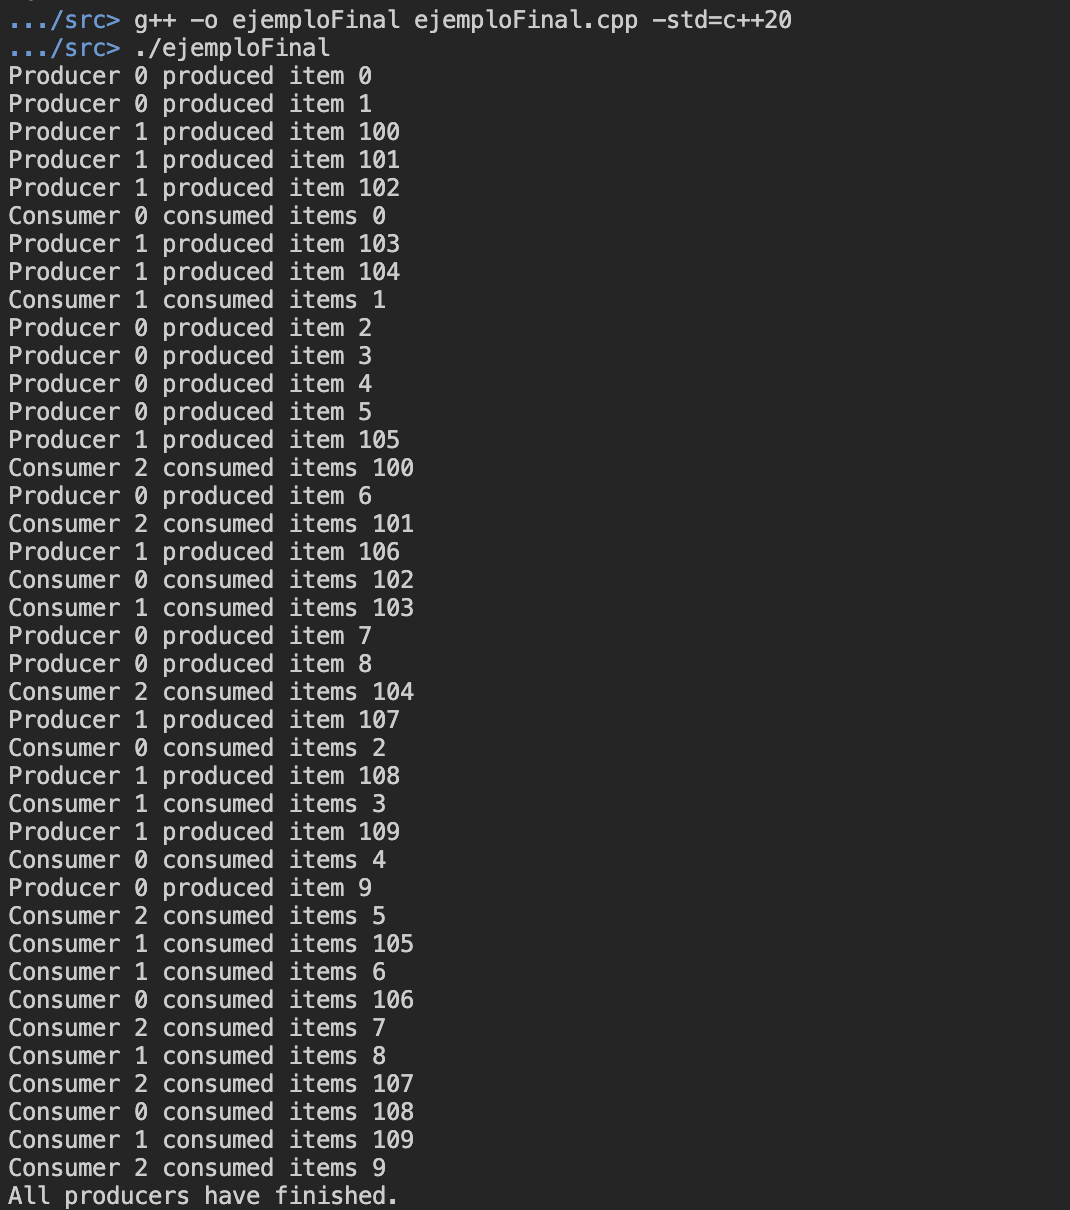 .../src> g++ -o ejemploFinal ejemploFinal.cpp -std=c++20
.../src> ./ejemploFinal
Producer 0 produced item 0
Producer 0 produced item 1
Producer 1 produced item 100
Producer 1 produced item 101
Producer 1 produced item 102
Consumer 0 consumed items 0
Producer 1 produced item 103
Producer 1 produced item 104
Consumer 1 consumed items 1
Producer 0 produced item 2
Producer 0 produced item 3
Producer 0 produced item 4
Producer 0 produced item 5
Producer 1 produced item 105
Consumer 2 consumed items 100
Producer 0 produced item 6
Consumer 2 consumed items 101
Producer 1 produced item 106
Consumer 0 consumed items 102
Consumer 1 consumed items 103
Producer 0 produced item 7
Producer 0 produced item 8
Consumer 2 consumed items 104
Producer 1 produced item 107
Consumer 0 consumed items 2
Producer 1 produced item 108
Consumer 1 consumed items 3
Producer 1 produced item 109
Consumer 0 consumed items 4
Producer 0 produced item 9
Consumer 2 consumed items 5
Consumer 1 consumed items 105
Consumer 1 consumed items 6
Consumer 0 consumed items 106
Consumer 2 consumed items 7
Consumer 1 consumed items 8
Consumer 2 consumed items 107
Consumer 0 consumed items 108
Consumer 1 consumed items 109
Consumer 2 consumed items 9
All producers have finished.